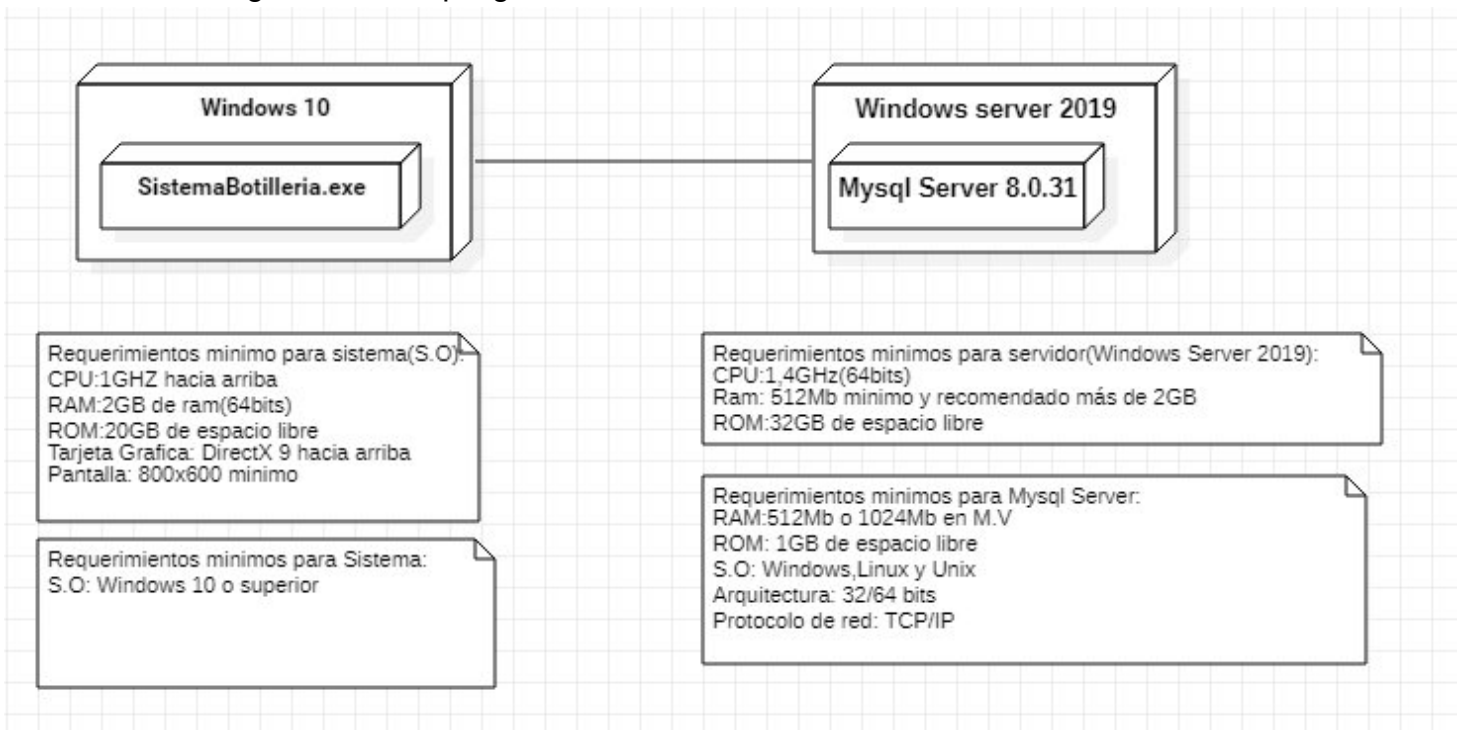 Windows 10
SistemaBotilleria.exe
Windows server 2019
Mysql Server 8.0.31
Requerimientos minimo para sistema(S.O):
CPU:1GHZ hacia arriba
RAM:2GB de ram(64bits)
ROM:20GB de espacio libre
Tarjeta Grafica: DirectX 9 hacia arriba
Pantalla: 800x600 minimo
Requerimientos minimos para Sistema:
S.O: Windows 10 o superior
Requerimientos minimos para servidor(Windows Server 2019):
CPU:1,4GHz(64bits)
Ram: 512Mb minimo y recomendado más de 2GB
ROM:32GB de espacio libre
Requerimientos minimos para Mysql Server:
RAM:512Mb o 1024Mb en M.V
ROM: 1GB de espacio libre
S.O: Windows,Linux y Unix
Arquitectura: 32/64 bits
Protocolo de red: TCP/IP